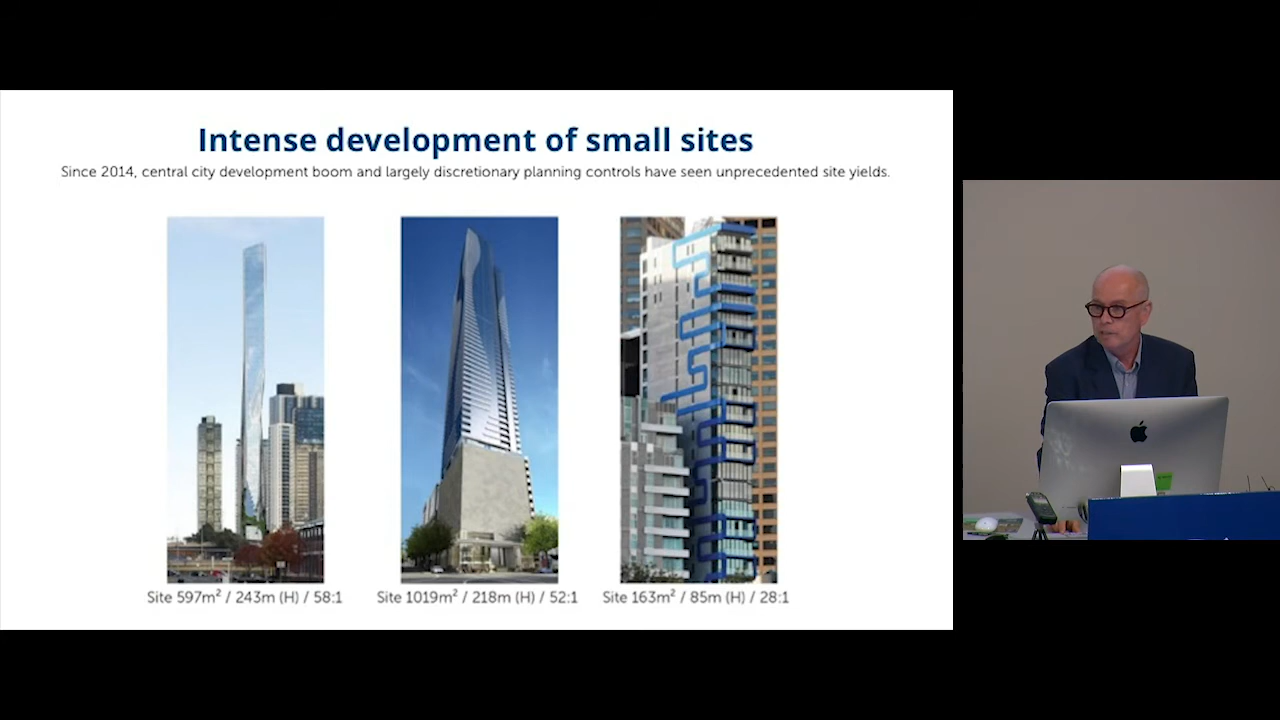 Intense development of small sites
Since 2014, central city development boom and largely discretionary planning controls have seen unprecedented site yields.
Site 597m² / 243m (H) / 58:1
Site 1019m² / 218m (H) / 52:1
Site 163m² / 85m (H) / 28:1